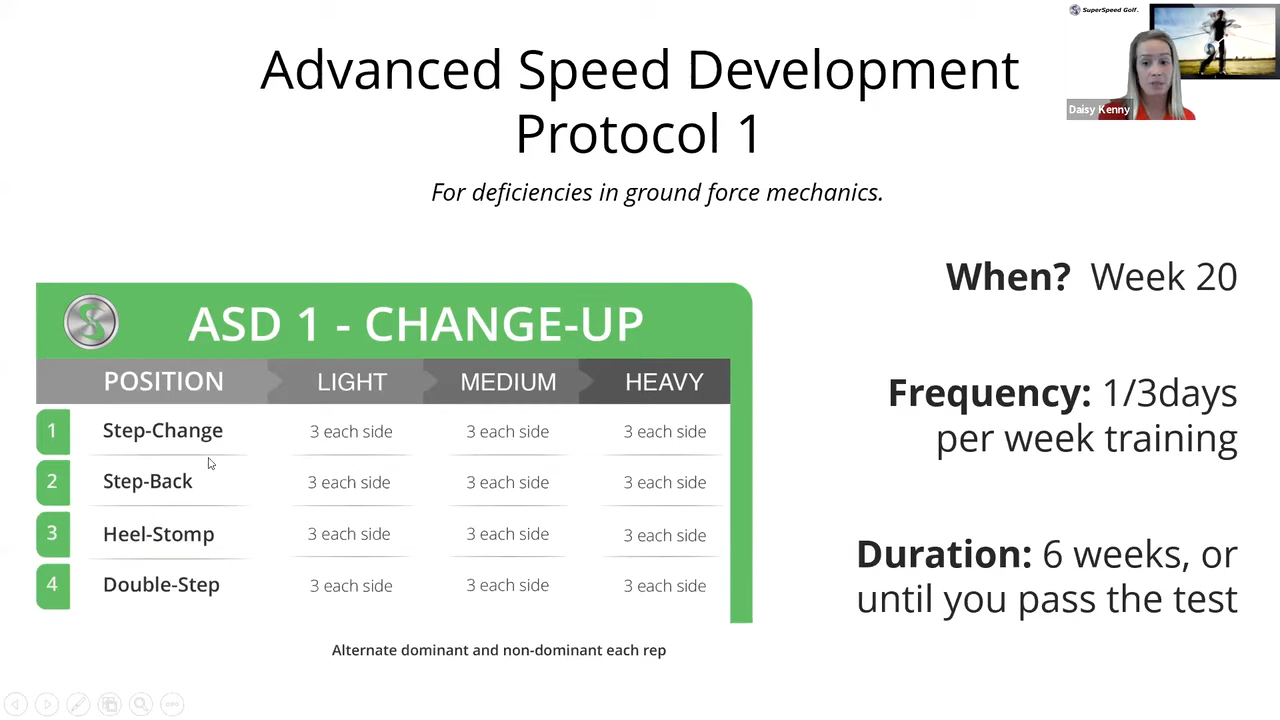 SuperSpeed Golf.
Daisy Kenny
Advanced Speed Development
Protocol 1
For deficiencies in ground force mechanics.
ASD 1 - CHANGE-UP
POSITION LIGHT MEDIUM HEAVY
1 Step-Change 3 each side 3 each side 3 each side
2 Step-Back 3 each side 3 each side 3 each side
3 Heel-Stomp 3 each side 3 each side 3 each side
4 Double-Step 3 each side 3 each side 3 each side
Alternate dominant and non-dominant each rep
When? Week 20
Frequency: 1/3days
per week training
Duration: 6 weeks, or
until you pass the test